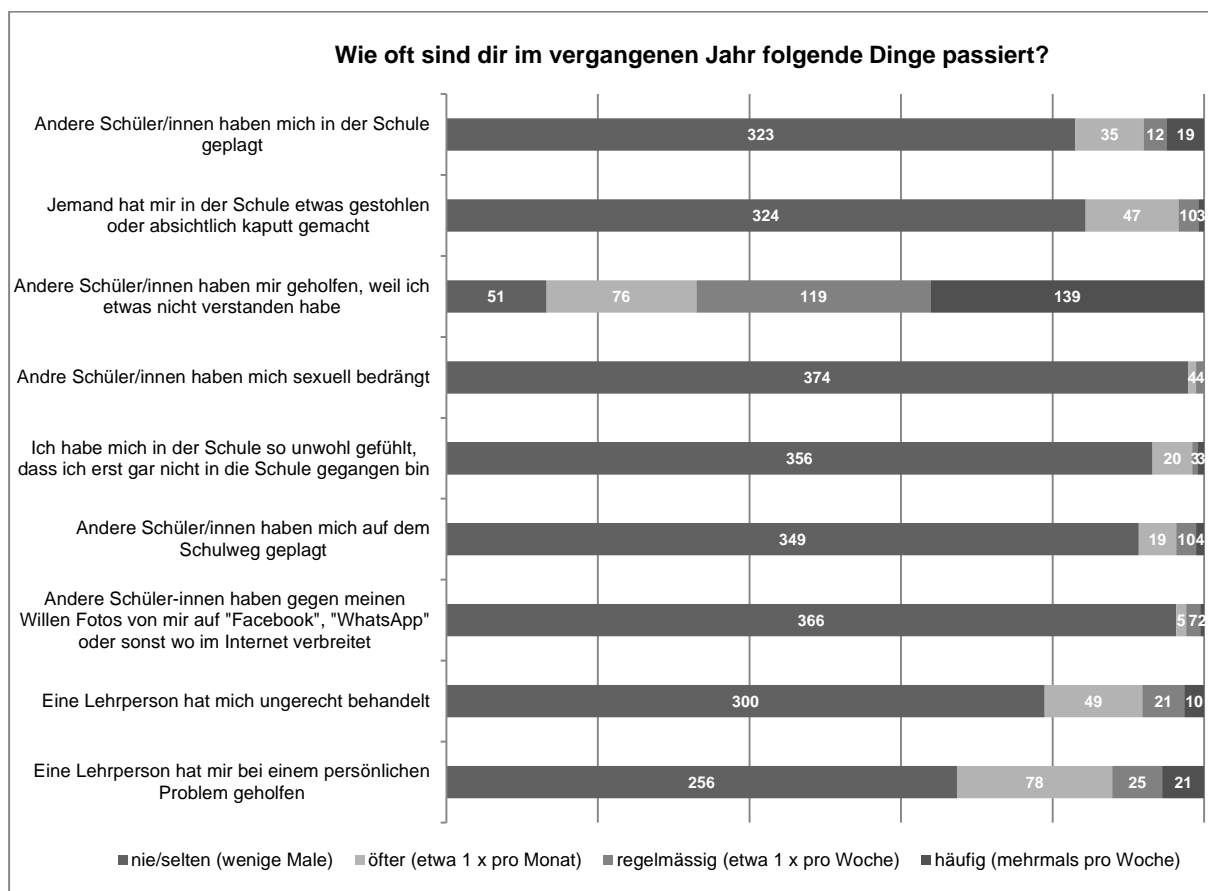 Wie oft sind dir im vergangenen Jahr folgende Dinge passiert?
Andere Schüler/innen haben mich in der Schule
geplagt
323 35 12 19
Jemand hat mir in der Schule etwas gestohlen
oder absichtlich kaputt gemacht
324 47 10 3
Andere Schüler/innen haben mir geholfen, weil ich
etwas nicht verstanden habe
51 76 119 139
Andre Schüler/innen haben mich sexuell bedrängt
374 4 4
Ich habe mich in der Schule so unwohl gefühlt,
dass ich erst gar nicht in die Schule gegangen bin
356 20 3 3
Andere Schüler/innen haben mich auf dem
Schulweg geplagt
349 19 10 4
Andere Schüler-innen haben gegen meinen
Willen Fotos von mir auf "Facebook", "WhatsApp"
oder sonst wo im Internet verbreitet
366 5 7 2
Eine Lehrperson hat mich ungerecht behandelt
300 49 21 10
Eine Lehrperson hat mir bei einem persönlichen
Problem geholfen
256 78 25 21
nie/selten (wenige Male) öfter (etwa 1 x pro Monat) regelmässig (etwa 1 x pro Woche) häufig (mehrmals pro Woche)